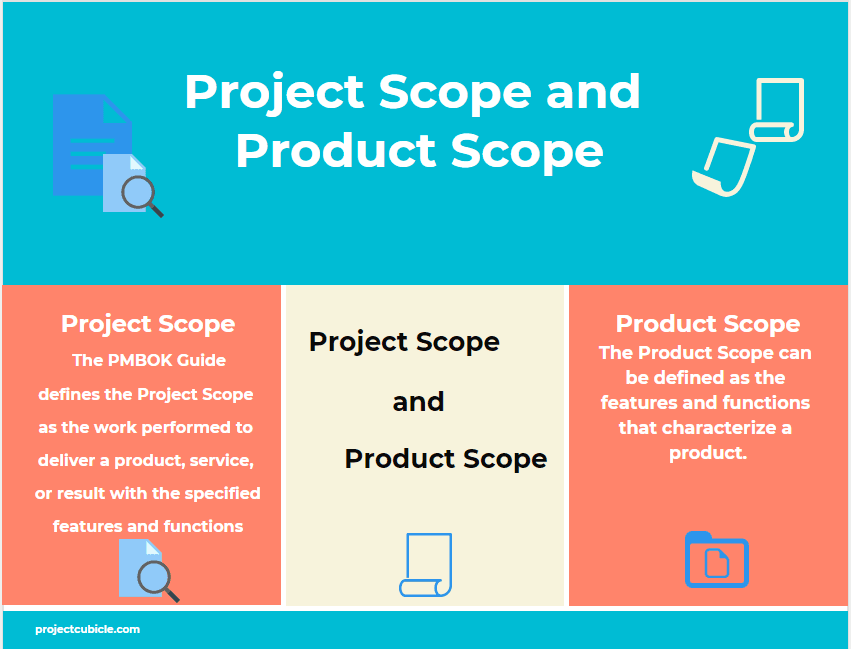 Project Scope and
Product Scope
Project Scope
The PMBOK Guide
defines the Project Scope
as the work performed to
deliver a product, service,
or result with the specified
features and functions
Project Scope
and
Product Scope
Product Scope
The Product Scope can
be defined as the
features and functions
that characterize a
product.
projectcubicle.com